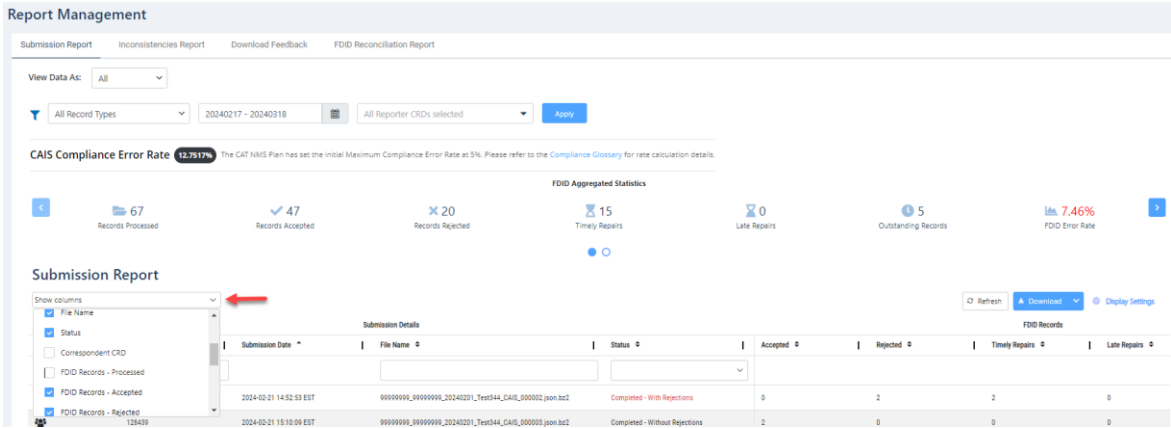 Report Management
Submission Report Inconsistencies Report Download Feedback FDID Reconciliation Report
View Data As: All
All Record Types 20240217 - 20240318 All Reporter CRDs selected Apply
CAIS Compliance Error Rate 12.7517% The CAT NMS Plan has set the initial Maximum Compliance Error Rate at 5%. Please refer to the Compliance Glossary for rate calculation details.
FDID Aggregated Statistics
67 47 20 15 0 5 7.46%
Records Processed Records Accepted Records Rejected Timely Repairs Late Repairs Outstanding Records FDID Error Rate
Submission Report
Show columns Refresh Download Display Settings
File Name Submission Details FDID Records
Status Submission Date File Name Status Accepted Rejected Timely Repairs Late Repairs
Correspondent CRD
FDID Records - Processed
FDID Records - Accepted 2024-02-21 14:52:53 EST 99999999_99999999_20240201_Test344_CAIS_000002.json.bz2 Completed - With Rejections 0 2 2 0
FDID Records - Rejected
128439 2024-02-21 15:10:09 EST 99999999_99999999_20240201_Test344_CAIS_000003.json.bz2 Completed - Without Rejections 2 0 0 0